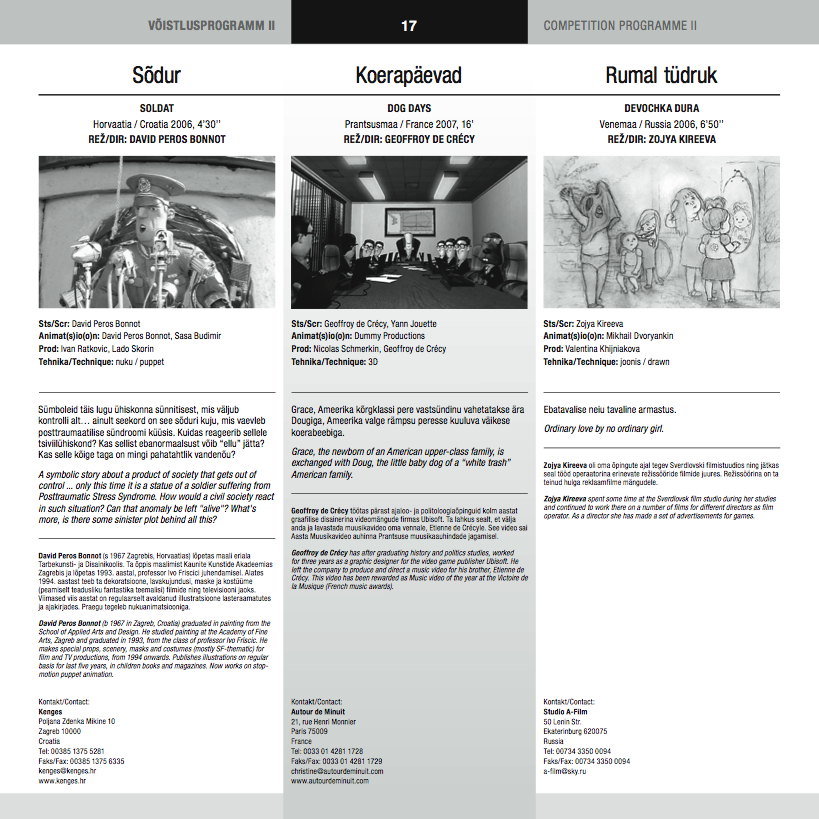 VÕISTLUSPROGRAMM II
17
COMPETITION PROGRAMME II
Sõdur
SOLDAT
Horvaatia / Croatia 2006, 4'30''
REŽ/DIR: DAVID PEROS BONNOT
Sts/Scr: David Peros Bonnot
Animat(s)io(o)n: David Peros Bonnot, Sasa Budimir
Prod: Ivan Ratkovic, Lado Skorin
Tehnika/Technique: nuku / puppet
Sümboleid täis lugu ühiskonna sünnitisest, mis väljub
kontrolli alt… ainult seekord on see sõduri kuju, mis vaevleb
posttraumaatilise sündroomi küüsis. Kuidas reageerib sellele
tsiviilühiskond? Kas sellist ebanormaalsust võib "ellu" jätta?
Kas selle kõige taga on mingi pahatahtlik vandenõu?
A symbolic story about a product of society that gets out of
control ... only this time it is a statue of a soldier suffering from
Posttraumatic Stress Syndrome. How would a civil society react
in such situation? Can that anomaly be left "alive"? What's
more, is there some sinister plot behind all this?
David Peros Bonnot (s 1967 Zagrebis, Horvaatias) lõpetas maali eriala
Tarbekunsti- ja Disainikoolis. Ta õppis maalimist Kaunite Kunstide Akadeemias
Zagrebis ja lõpetas 1993. aastal, professor Ivo Friscici juhendamisel. Alates
1994. aastast teeb ta dekoratsioone, lavakujundusi, maske ja kostüüme
(peamiselt teadusliku fantastika teemalisi) filmide ning televisiooni jaoks.
Viimased viis aastat on regulaarselt avaldanud illustratsioone lasteraamatutes
ja ajakirjades. Praegu tegeleb nukuanimatsiooniga.
David Peros Bonnot (b 1967 in Zagreb, Croatia) graduated in painting from the
School of Applied Arts and Design. He studied painting at the Academy of Fine
Arts, Zagreb and graduated in 1993, from the class of professor Ivo Friscic. He
makes special props, scenery, masks and costumes (mostly SF-thematic) for
film and TV productions, from 1994 onwards. Publishes illustrations on regular
basis for last five years, in children books and magazines. Now works on stop-
motion puppet animation.
Kontakt/Contact:
Kenges
Poljana Zdenka Mikine 10
Zagreb 10000
Croatia
Tel: 00385 1375 5281
Faks/Fax: 00385 1375 6335
kenges@kenges.hr
www.kenges.hr
Koerapäevad
DOG DAYS
Prantsusmaa / France 2007, 16'
REŽ/DIR: GEOFFROY DE CRÉCY
Sts/Scr: Geoffroy de Crécy, Yann Jouette
Animat(s)io(o)n: Dummy Productions
Prod: Nicolas Schmerkin, Geoffroy de Crécy
Tehnika/Technique: 3D
Grace, Ameerika kõrgklassi pere vastsündinu vahetatakse ära
Dougiga, Ameerika valge rämpsu peresse kuuluva väikese
koerabeebiga.
Grace, the newborn of an American upper-class family, is
exchanged with Doug, the little baby dog of a "white trash"
American family.
Geoffroy de Crécy töötas pärast ajaloo- ja politoloogiaõpinguid kolm aastat
graafilise disainerina videomängude firmas Ubisoft. Ta lahkus sealt, et välja
anda ja lavastada muusikavideo oma vennale, Etienne de Crécyle. See video sai
Aasta Muusikavideo auhinna Prantsuse muusikaauhindade jagamisel.
Geoffroy de Crécy has after graduating history and politics studies, worked
for three years as a graphic designer for the video game publisher Ubisoft. He
left the company to produce and direct a music video for his brother, Etienne de
Crécy. This video has been rewarded as Music video of the year at the Victoire de
la Musique (French music awards).
Kontakt/Contact:
Autour de Minuit
21, rue Henri Monnier
Paris 75009
France
Tel: 0033 01 4281 1728
Faks/Fax: 0033 01 4281 1729
christine@autourdeminuit.com
www.autourdeminuit.com
Rumal tüdruk
DEVOCHKA DURA
Venemaa / Russia 2006, 6'50''
REŽ/DIR: ZOJYA KIREEVA
Sts/Scr: Zojya Kireeva
Animat(s)io(o)n: Mikhail Dvoryankin
Prod: Valentina Khijniakova
Tehnika/Technique: joonis / drawn
Ebatavalise neiu tavaline armastus.
Ordinary love by no ordinary girl.
Zojya Kireeva oli oma õpingute ajal tegev Sverdlovski filmistuudios ning jätkas
seal tööd operaatorina erinevate režissööride filmide juures. Režissöörina on ta
teinud hulga reklaamfilme mängudele.
Zojya Kireeva spent some time at the Sverdlovsk film studio during her studies
and continued to work there on a number of films for different directors as film
operator. As a director she has made a set of advertisements for games.
Kontakt/Contact:
Studio A-Film
50 Lenin Str.
Ekaterinburg 620075
Russia
Tel: 00734 3350 0094
Faks/Fax: 00734 3350 0094
a-film@sky.ru